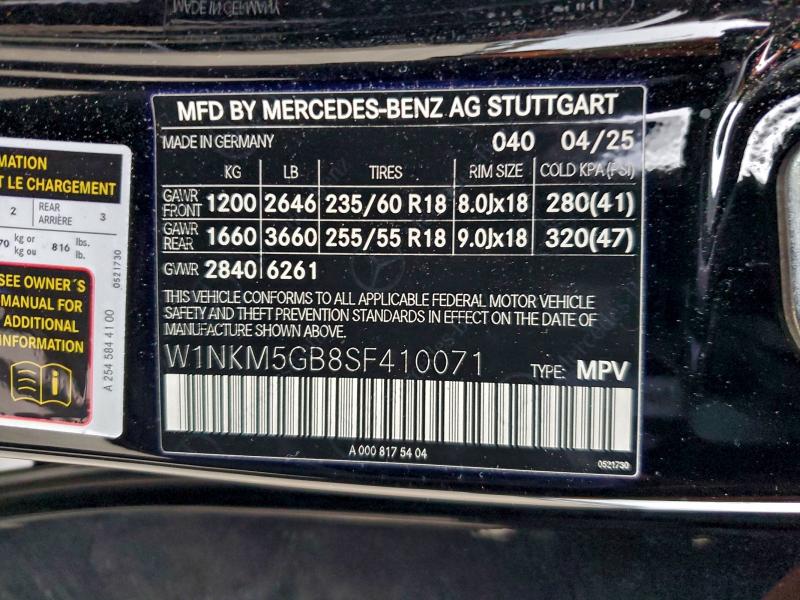 MADE IN GERMANY
MATION
T LE CHARGEMENT
2 REAR ARRIÈRE 3
70 kg or kg ou 816 lbs. lb.
SEE OWNER´S
MANUAL FOR
ADDITIONAL
INFORMATION
A 254 584 41 00
0521730
MFD BY MERCEDES-BENZ AG STUTTGART
MADE IN GERMANY 040 04/25
KG LB TIRES RIM SIZE COLD KPA(PSI)
GAWR FRONT 1200 2646 235/60 R18 8.0Jx18 280(41)
GAWR REAR 1660 3660 255/55 R18 9.0Jx18 320(47)
GVWR 2840 6261
THIS VEHICLE CONFORMS TO ALL APPLICABLE FEDERAL MOTOR VEHICLE
SAFETY AND THEFT PREVENTION STANDARDS IN EFFECT ON THE DATE OF
MANUFACTURE SHOWN ABOVE.
W1NKM5GB8SF410071 TYPE: MPV
A 000 817 54 04
0521730